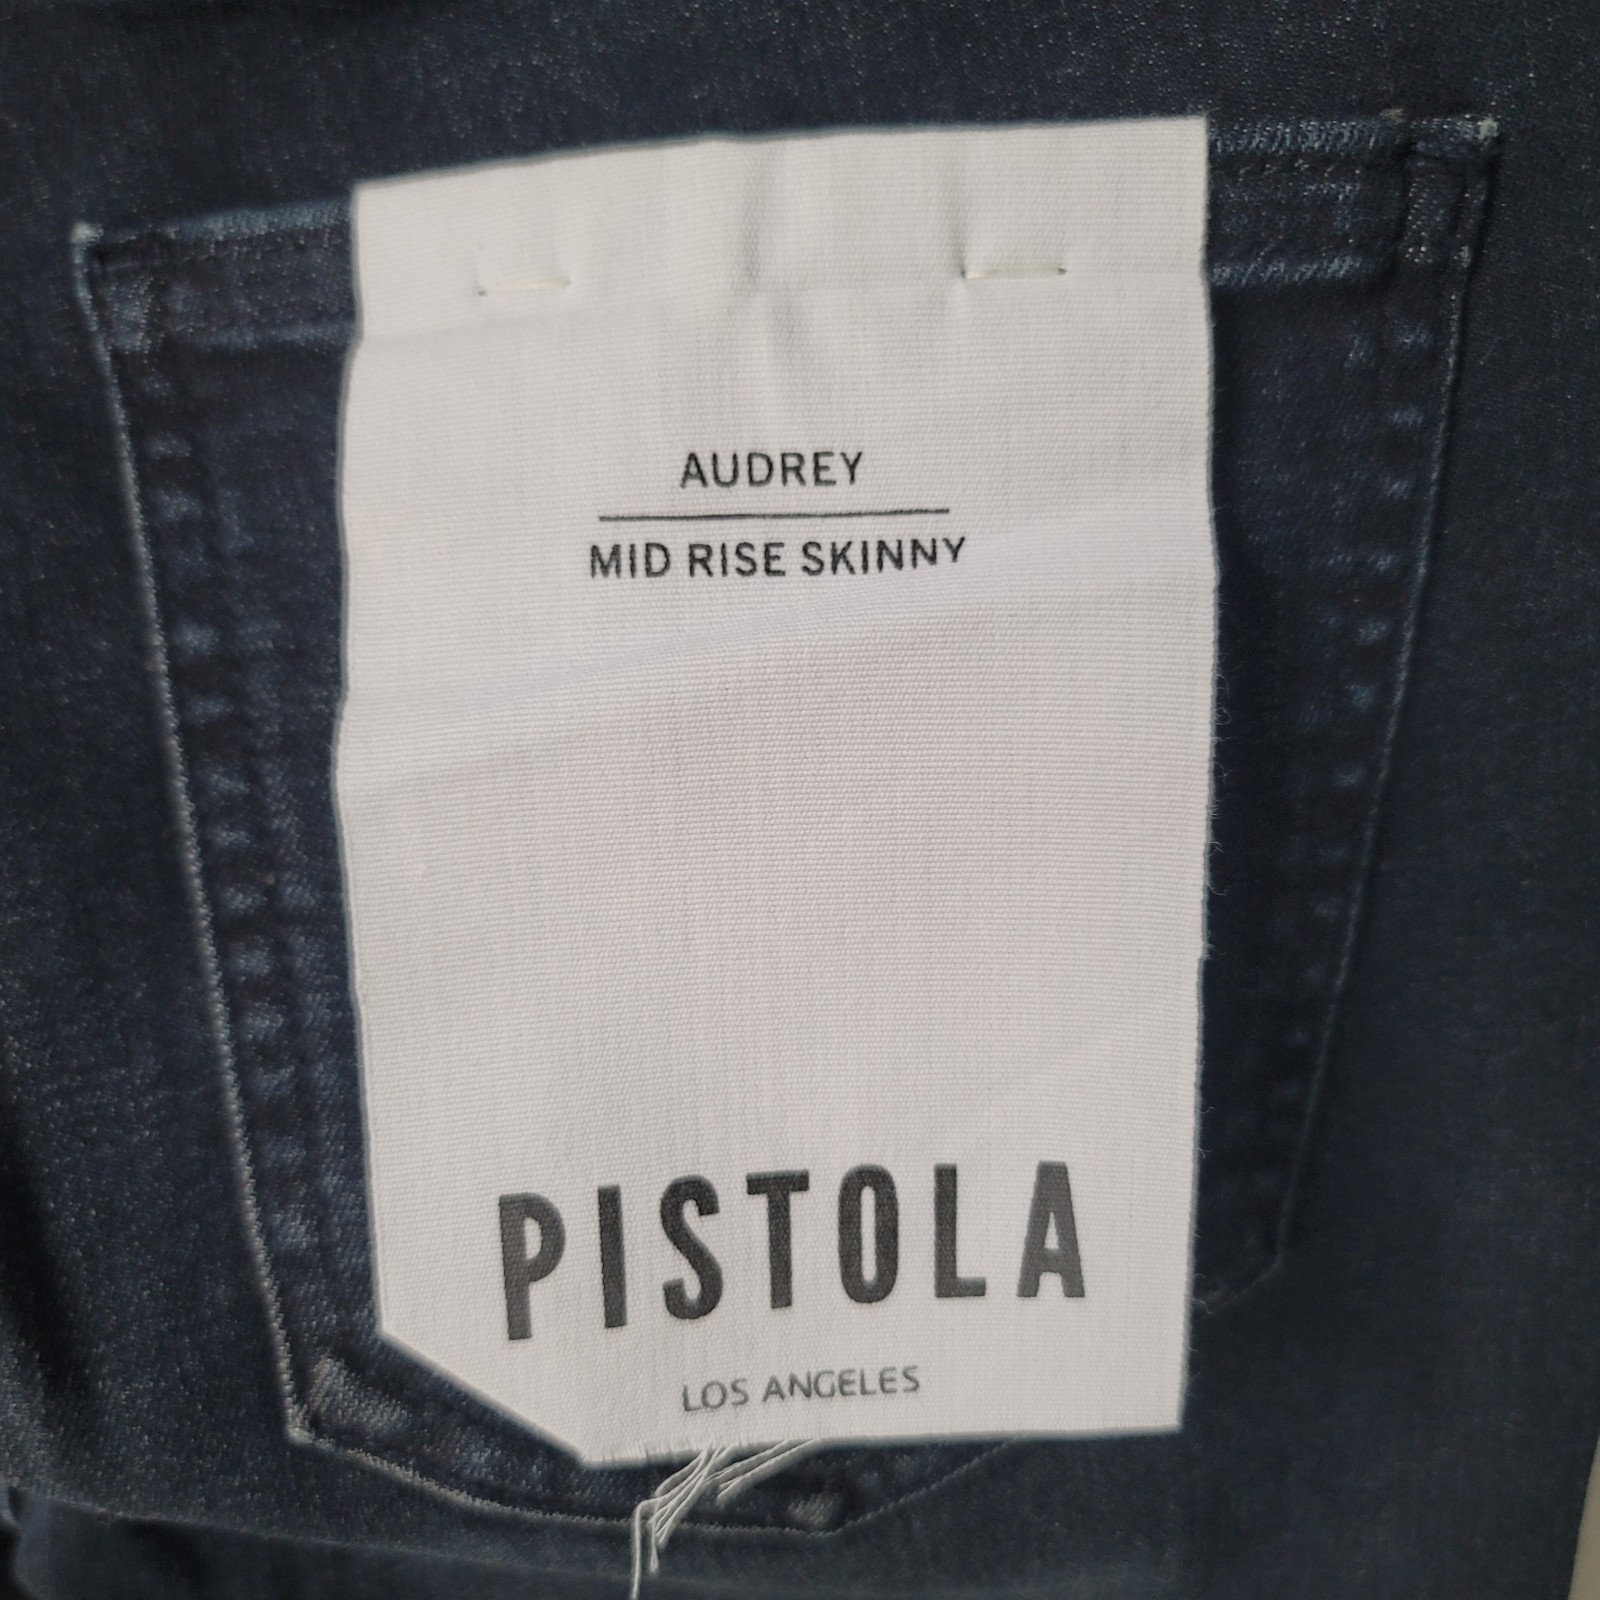 AUDREY
MID RISE SKINNY
PISTOLA
LOS ANGELES